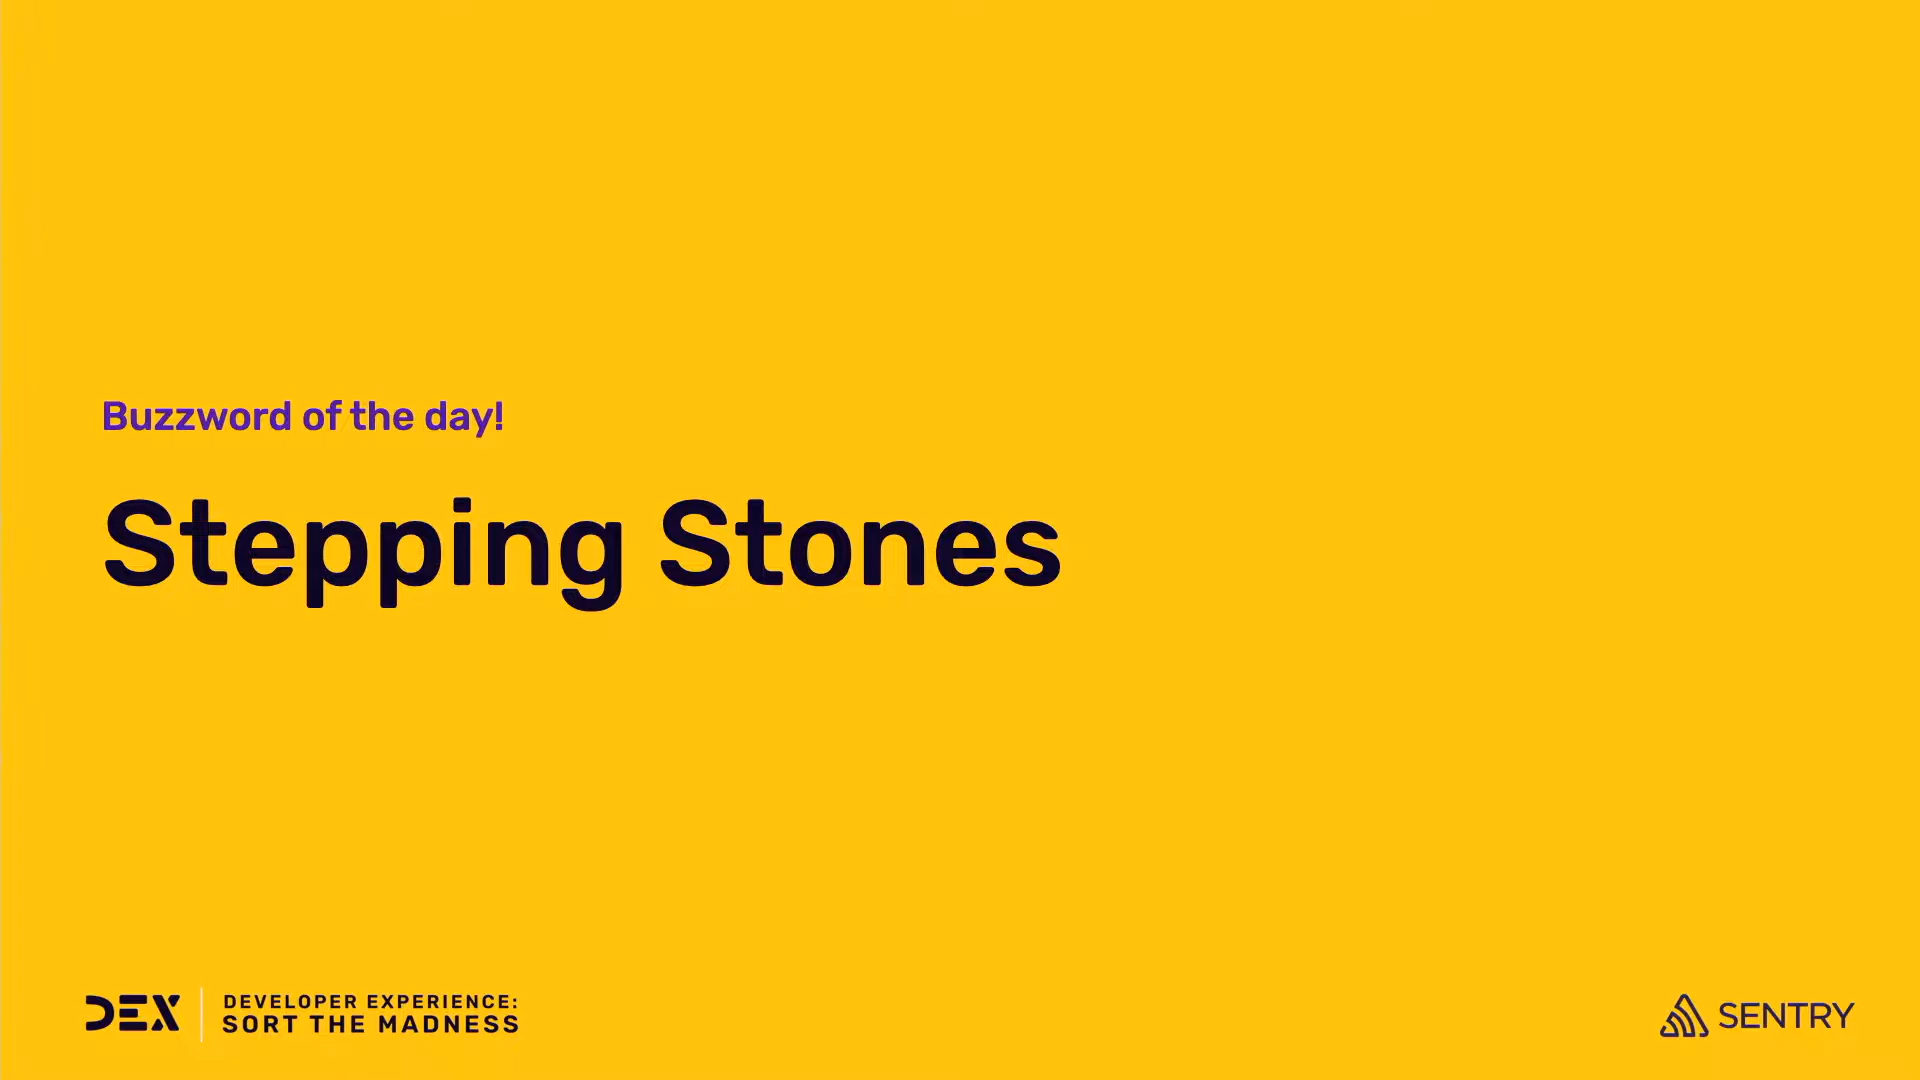 Buzzword of the day!
Stepping Stones
DEX
DEVELOPER EXPERIENCE:
SORT THE MADNESS
SENTRY